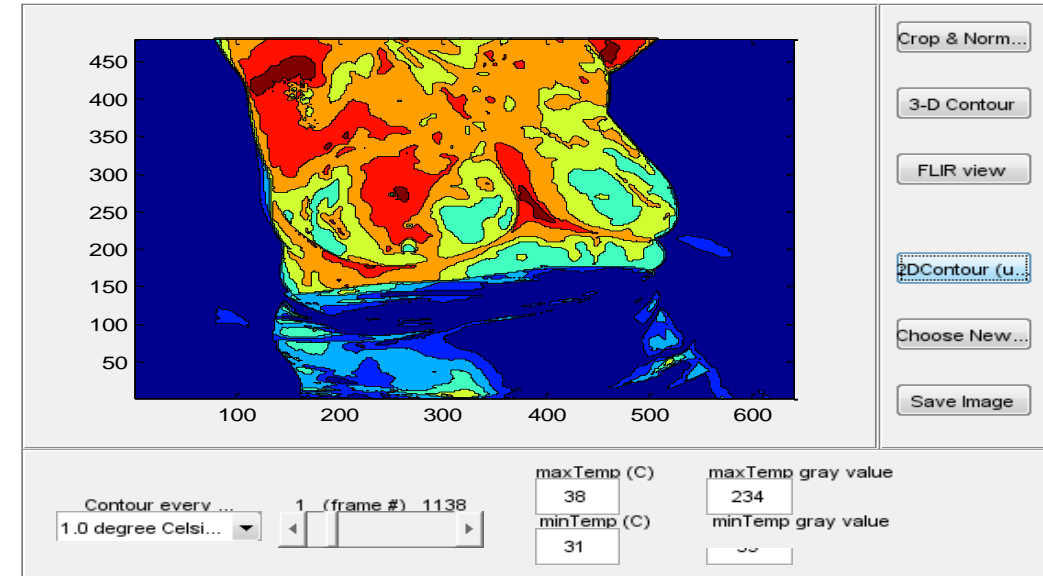 450
400
350
300
250
200
150
100
50
100 200 300 400 500 600
Crop & Norm...
3-D Contour
FLIR view
2DContour (u...
Choose New...
Save Image
Contour every ...
1.0 degree Celsi...
1 (frame #) 1138
maxTemp (C)
38
minTemp (C)
31
maxTemp gray value
234
minTemp gray value